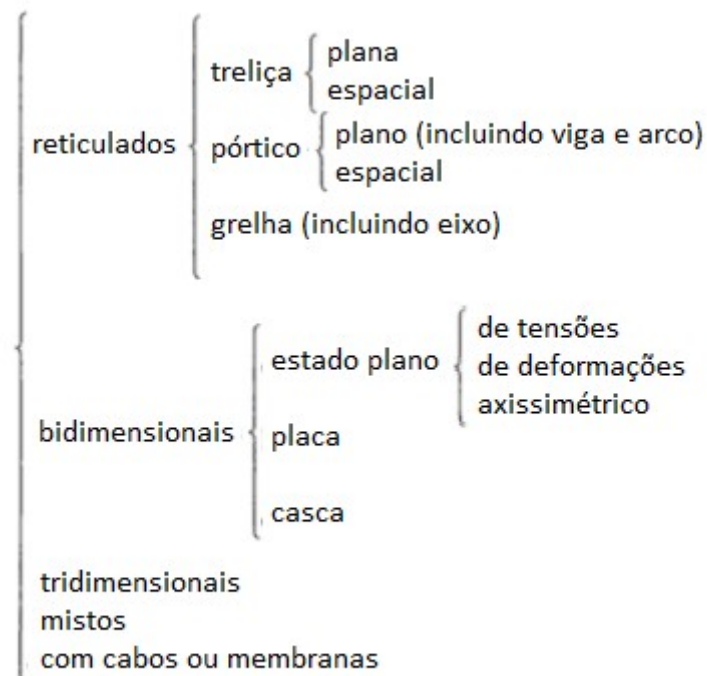 treliça
plana
espacial
reticulados
pórtico
plano (incluindo viga e arco)
espacial
grelha (incluindo eixo)
bidimensionais
estado plano
de tensões
de deformações
axissimétrico
placa
casca
tridimensionais
mistos
com cabos ou membranas